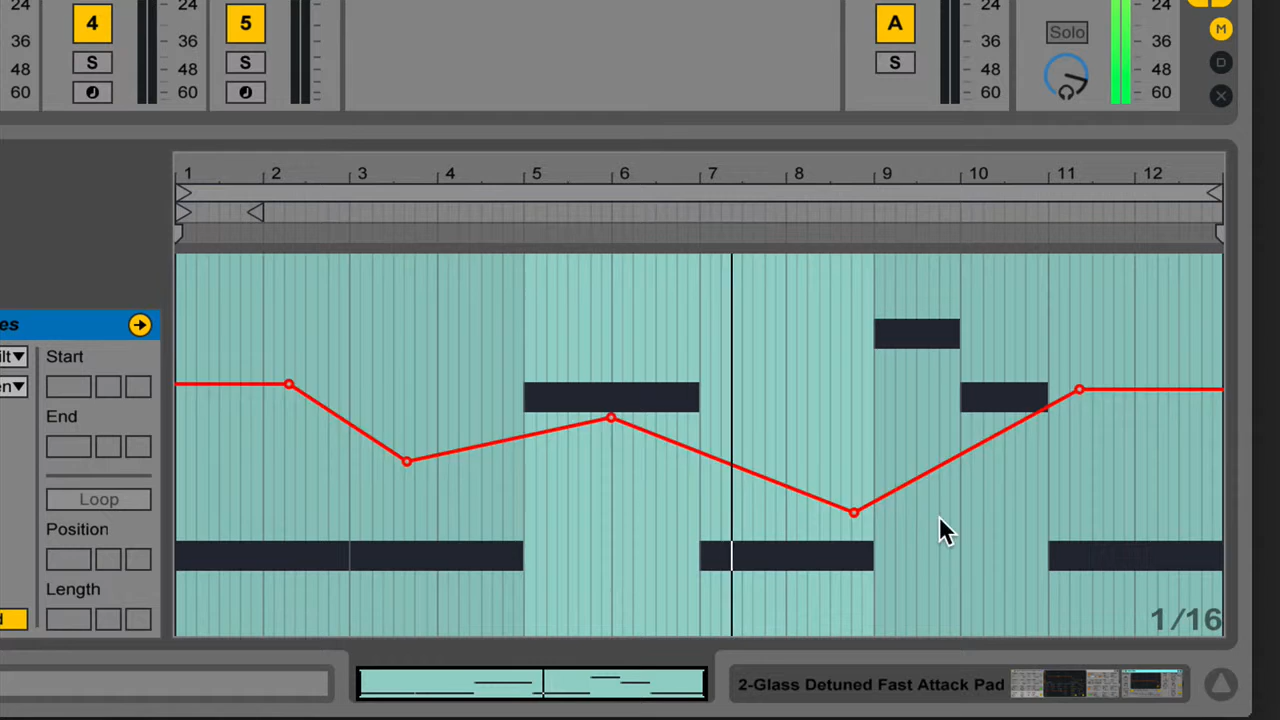 24 24 24 24
4 5 A Solo M
36 36 36 36
S S S
48 48 48 48
60 60 60 60
1 2 3 4 5 6 7 8 9 10 11 12
es
ilt Start
en
End
Loop
Position
Length
d
1/16
2-Glass Detuned Fast Attack Pad